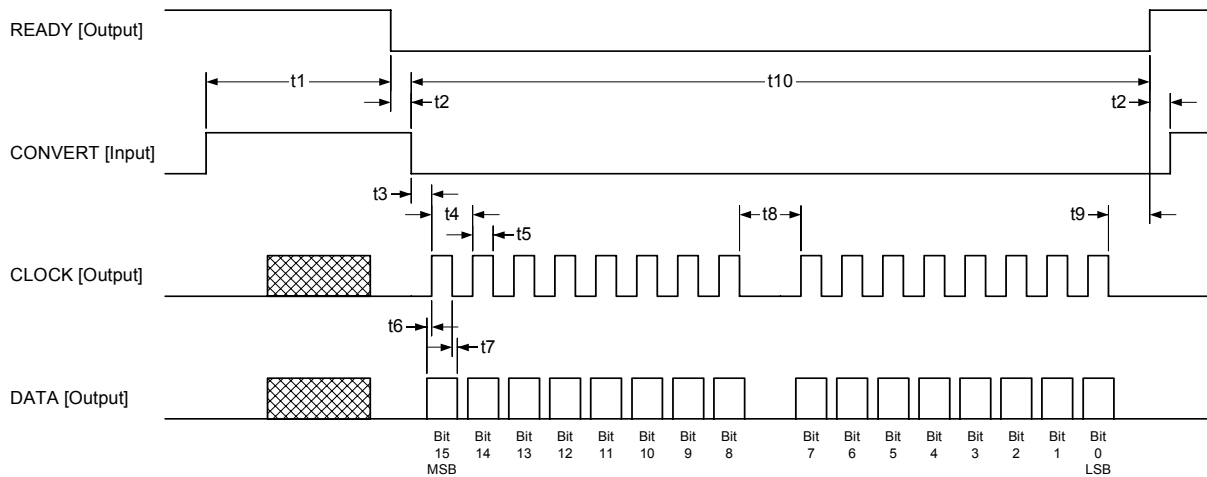 READY [Output]
t1
t10
t2
t2
CONVERT [Input]
t3
t4
t8
t9
t5
CLOCK [Output]
t6
t7
DATA [Output]
Bit Bit Bit Bit Bit Bit Bit Bit Bit Bit Bit Bit Bit Bit Bit Bit
15 14 13 12 11 10 9 8 7 6 5 4 3 2 1 0
MSB LSB